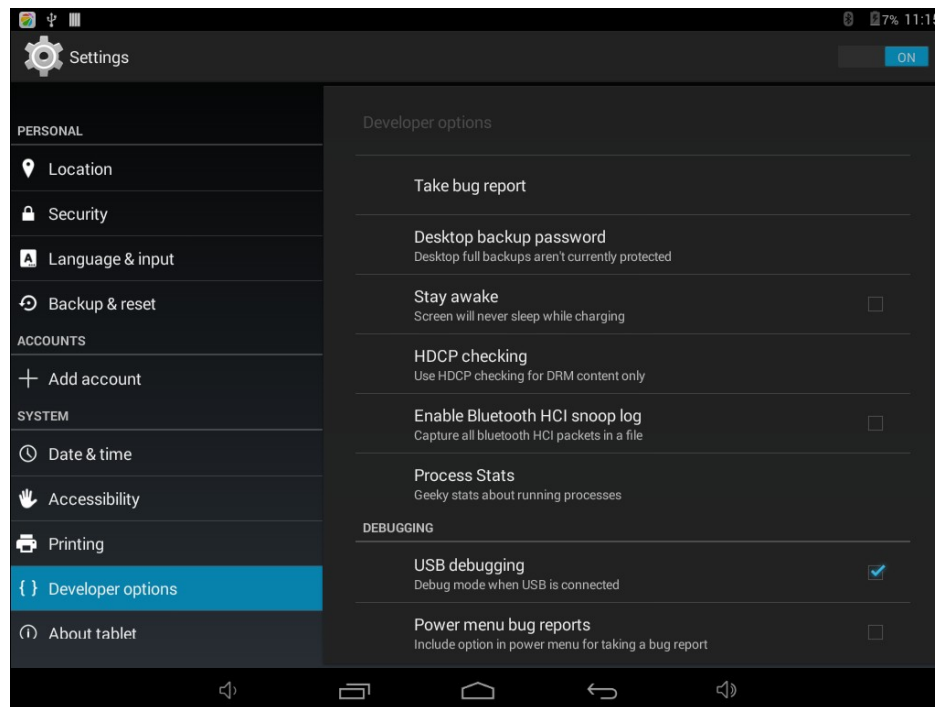 7% 11:15
Settings
ON
PERSONAL
Location
Security
Language & input
Backup & reset
ACCOUNTS
Add account
SYSTEM
Date & time
Accessibility
Printing
{ } Developer options
About tablet
Developer options
Take bug report
Desktop backup password
Desktop full backups aren't currently protected
Stay awake
Screen will never sleep while charging
HDCP checking
Use HDCP checking for DRM content only
Enable Bluetooth HCI snoop log
Capture all bluetooth HCI packets in a file
Process Stats
Geeky stats about running processes
DEBUGGING
USB debugging
Debug mode when USB is connected
Power menu bug reports
Include option in power menu for taking a bug report